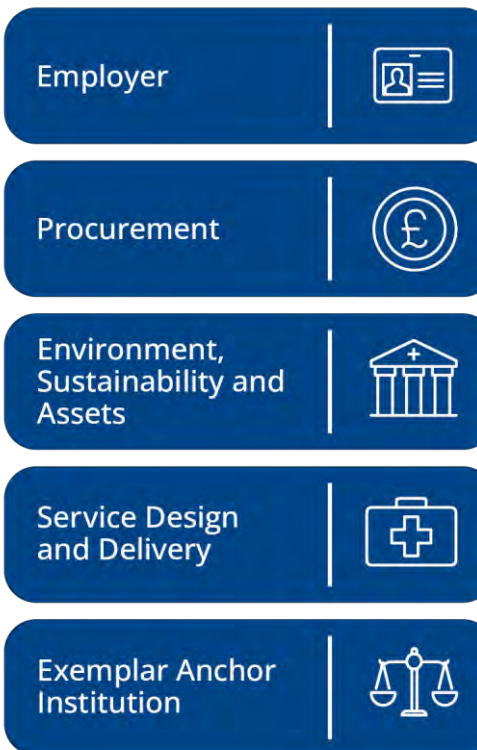 Employer
£
Procurement
Environment,
Sustainability and
Assets
Service Design
and Delivery
Exemplar Anchor
Institution